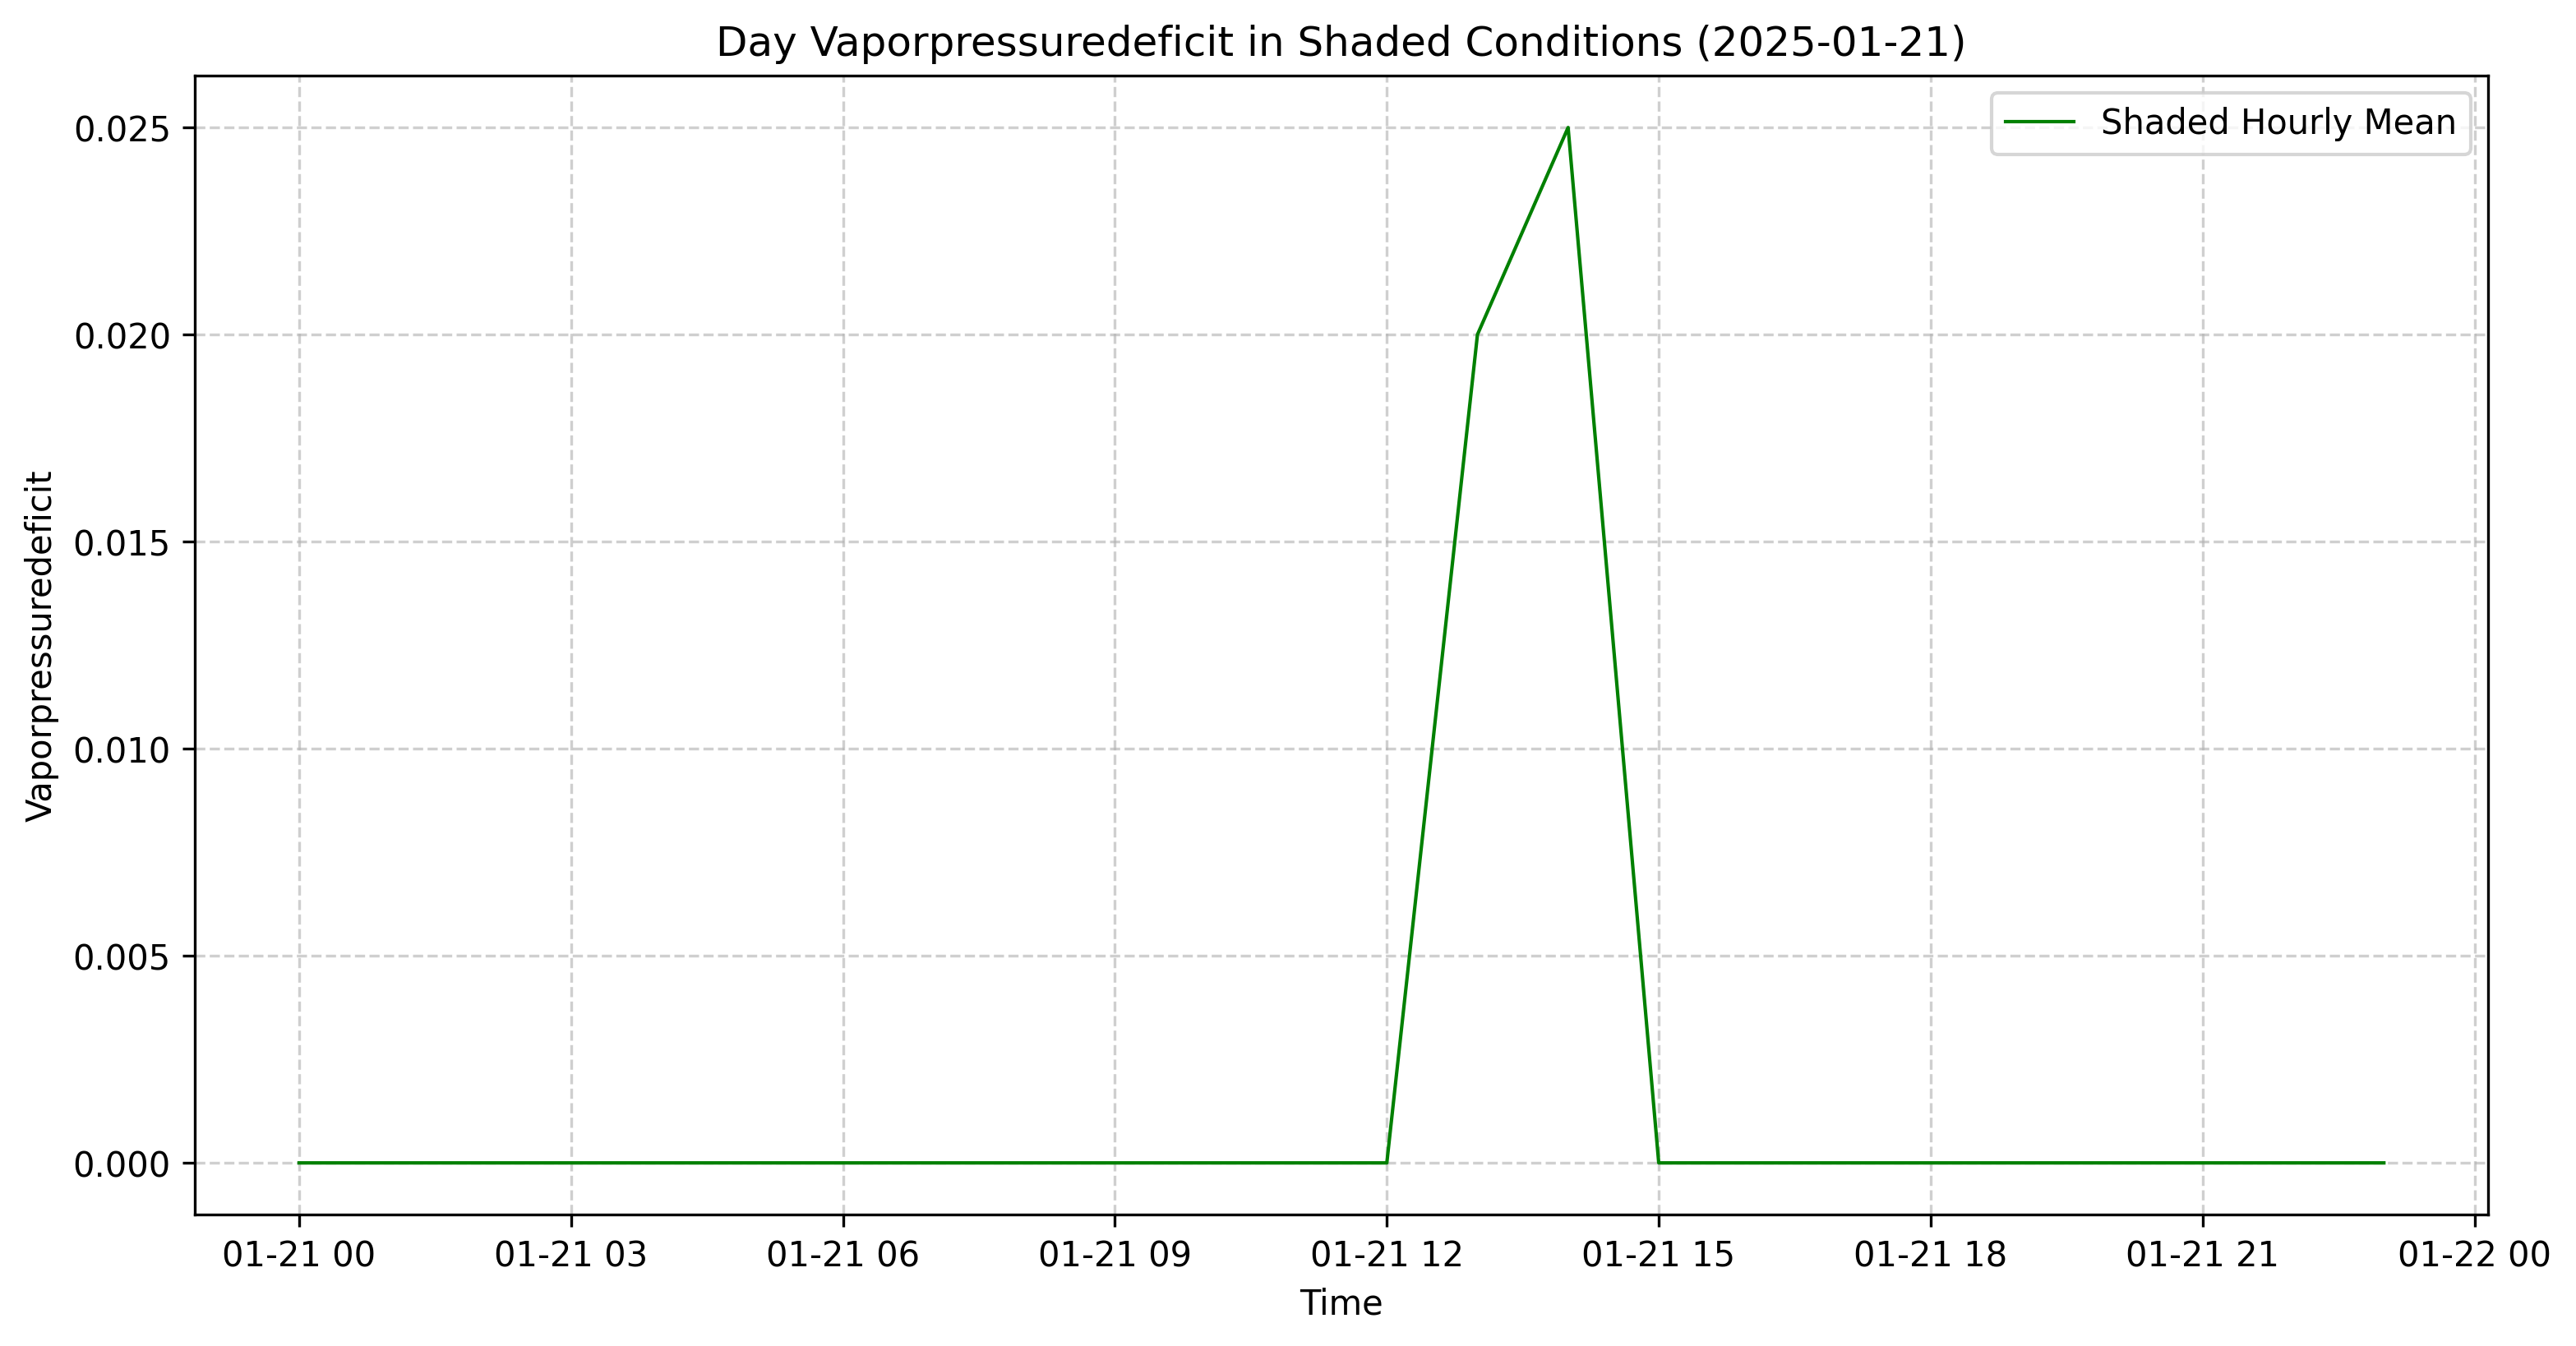 Day Vaporpressuredeficit in Shaded Conditions (2025-01-21)
Shaded Hourly Mean
0.025
0.020
0.015
0.010
0.005
0.000
Vaporpressuredeficit
01-21 00 01-21 03 01-21 06 01-21 09 01-21 12 01-21 15 01-21 18 01-21 21 01-22 00
Time